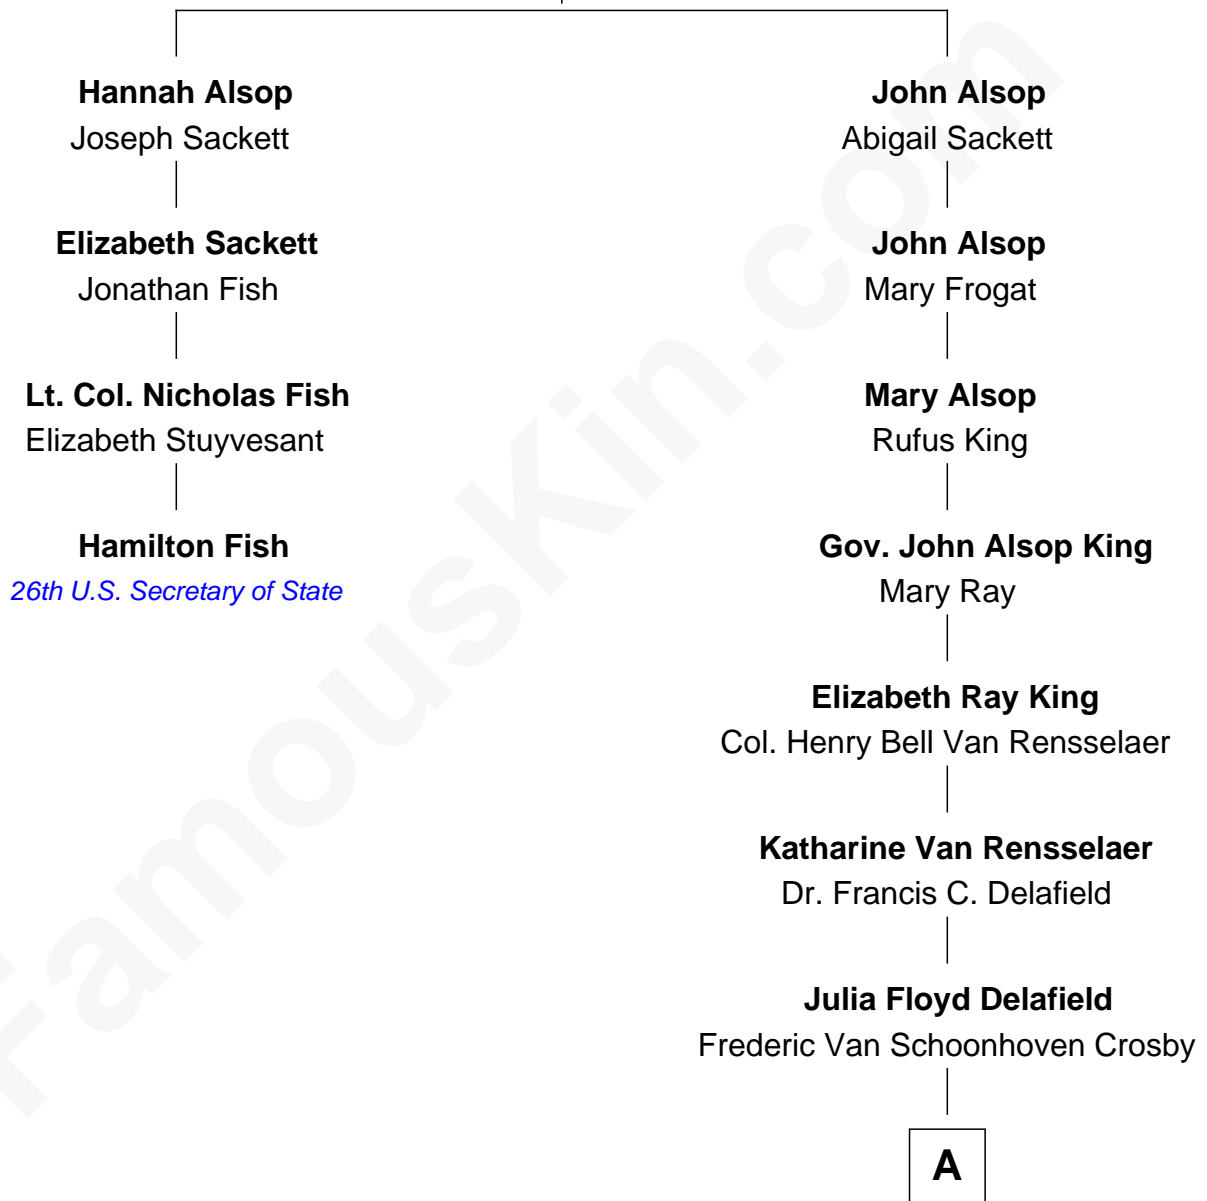 Hannah Alsop
Joseph Sackett
Elizabeth Sackett
Jonathan Fish
Lt. Col. Nicholas Fish
Elizabeth Stuyvesant
Hamilton Fish
26th U.S. Secretary of State
John Alsop
Abigail Sackett
John Alsop
Mary Frogat
Mary Alsop
Rufus King
Gov. John Alsop King
Mary Ray
Elizabeth Ray King
Col. Henry Bell Van Rensselaer
Katharine Van Rensselaer
Dr. Francis C. Delafield
Julia Floyd Delafield
Frederic Van Schoonhoven Crosby
A
FamousKin.com